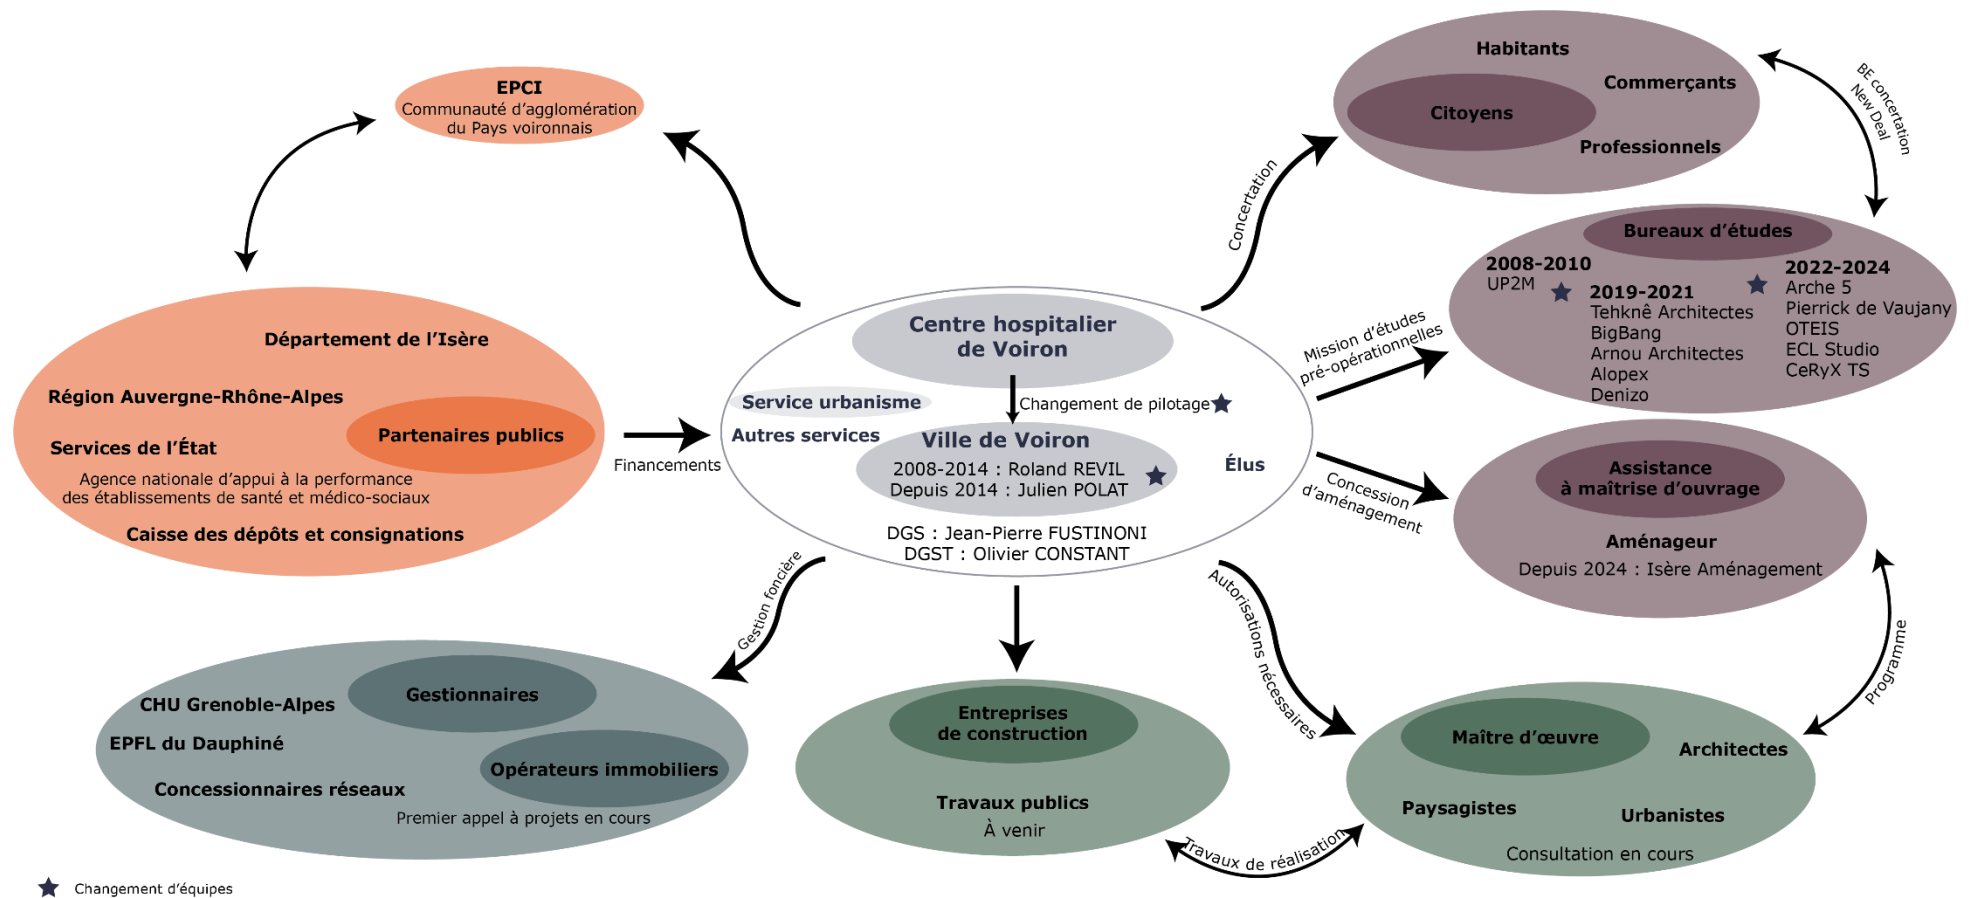 EPCI
Communauté d’agglomération
du Pays voironnais
Habitants
Commerçants
Citoyens
Professionnels
BE concertation
New Deal
Concertation
Bureaux d’études
2008-2010
UP2M
2019-2021
Tehknê Architectes
BigBang
Arnou Architectes
Alopex
Denizo
2022-2024
Arche 5
Pierrick de Vaujany
OTEIS
ECL Studio
CeRyX TS
Mission d’études
pré-opérationnelles
Département de l’Isère
Région Auvergne-Rhône-Alpes
Partenaires publics
Services de l’État
Agence nationale d’appui à la performance
des établissements de santé et médico-sociaux
Caisse des dépôts et consignations
Financements
Centre hospitalier
de Voiron
Service urbanisme
Changement de pilotage
Autres services
Ville de Voiron
2008-2014 : Roland REVIL
Depuis 2014 : Julien POLAT
Élus
DGS : Jean-Pierre FUSTINONI
DGST : Olivier CONSTANT
Concession
d’aménagement
Assistance
à maîtrise d’ouvrage
Aménageur
Depuis 2024 : Isère Aménagement
Gestion foncière
Autorisations nécessaires
Programme
Gestionnaires
CHU Grenoble-Alpes
EPFL du Dauphiné
Opérateurs immobiliers
Concessionnaires réseaux
Premier appel à projets en cours
Entreprises
de construction
Travaux publics
À venir
Travaux de réalisation
Maître d’œuvre
Architectes
Paysagistes
Urbanistes
Consultation en cours
Changement d’équipes